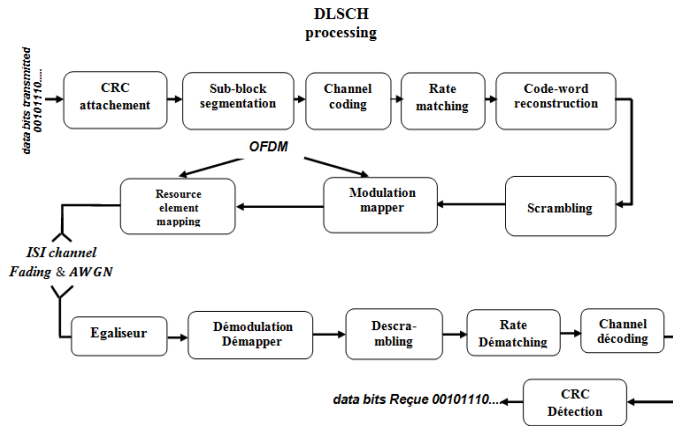 DLSCH
processing
data bits transmitted
00101110.....
CRC
attachement
Sub-block
segmentation
Channel
coding
Rate
matching
Code-word
reconstruction
OFDM
Resource
element
mapping
Modulation
mapper
Scrambling
ISI channel
Fading & AWGN
Egaliseur
Démodulation
Démapper
Descra-
mbling
Rate
Dématching
Channel
décoding
data bits Reçue 00101110....
CRC
Détection